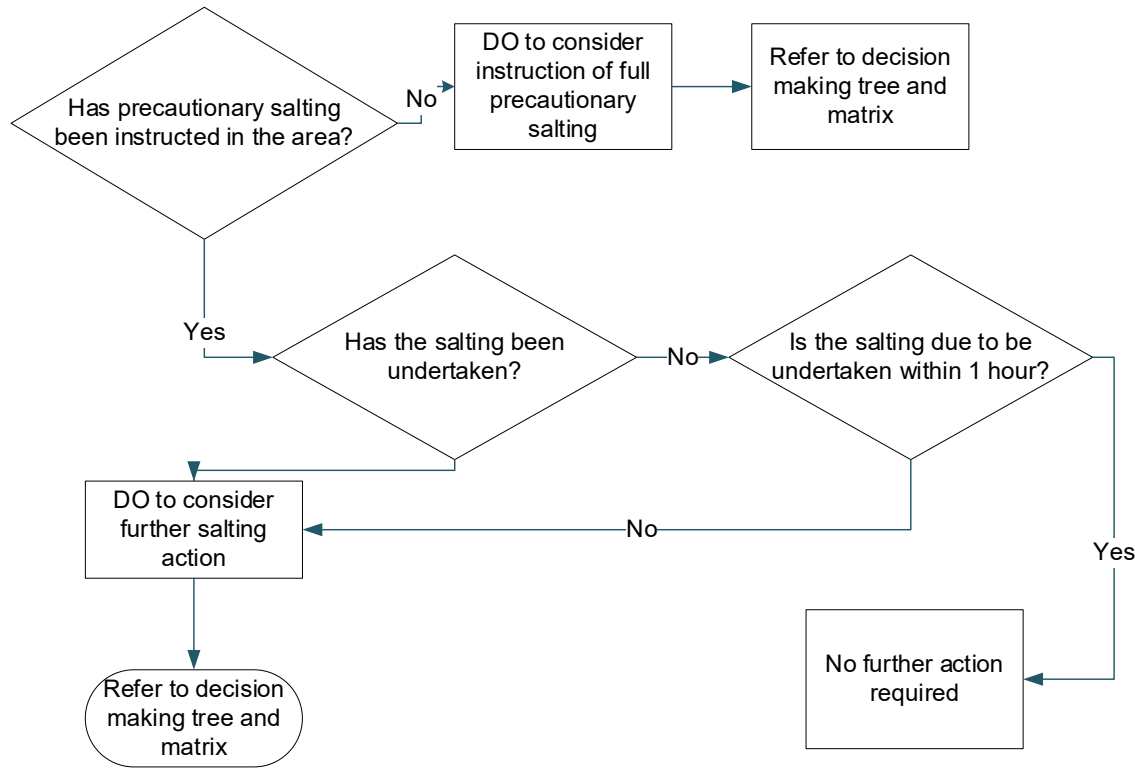 Has precautionary salting
been instructed in the area?
No
DO to consider
instruction of full
precautionary
salting
Refer to decision
making tree and
matrix
Yes
Has the salting been
undertaken?
No
Is the salting due to be
undertaken within 1 hour?
DO to consider
further salting
action
No
Yes
Refer to decision
making tree and
matrix
No further action
required